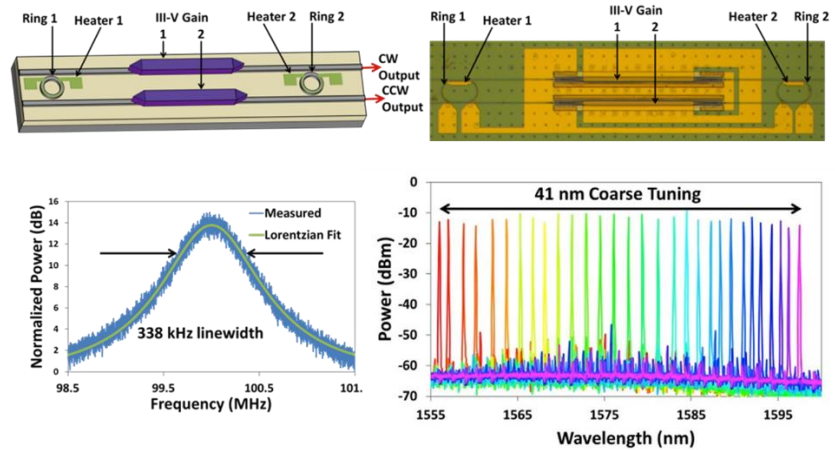 Ring 1
Heater 1
III-V Gain
1 2
Heater 2
Ring 2
CW
Output
CCW
Output
Ring 1
Heater 1
III-V Gain
1 2
Heater 2
Ring 2
Normalized Power (dB)
16
14
12
10
8
6
4
2
0
Measured
Lorentzian Fit
338 kHz linewidth
98.5 99.5 100.5 101.
Frequency (MHz)
Power (dBm)
0
-10
-20
-30
-40
-50
-60
-70
41 nm Coarse Tuning
1555 1565 1575 1585 1595
Wavelength (nm)